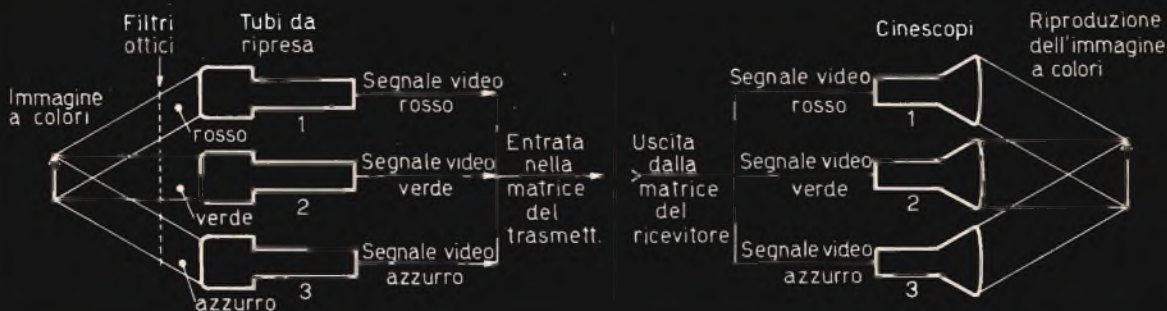 Filtri
ottici
Tubi da
ripresa
Immagine
a colori
rosso
1
Segnale video
rosso
verde
2
Segnale video
verde
azzurro
3
Segnale video
azzurro
Entrata
nella
matrice
del
trasmett.
Uscita
dalla
matrice
del
ricevitore
Segnale video
rosso
Segnale video
verde
Segnale video
azzurro
Cinescopi
1
2
3
Riproduzione
dell'immagine
a colori